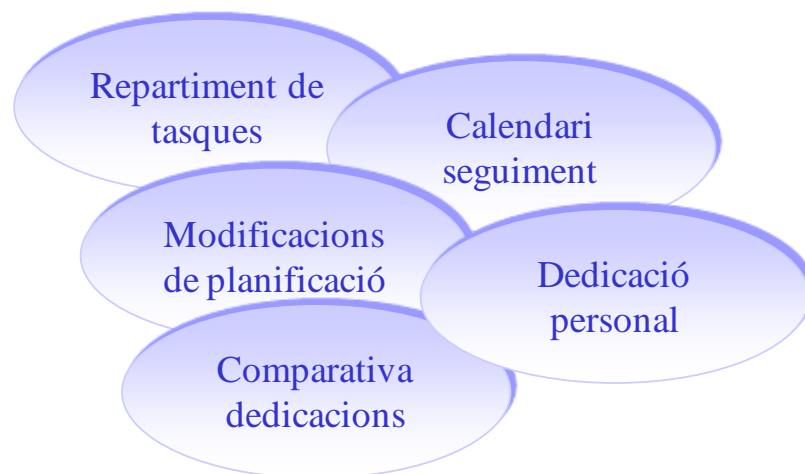 Repartiment de
tasques
Calendari
seguiment
Modificacions
de planificació
Dedicació
personal
Comparativa
dedicacions